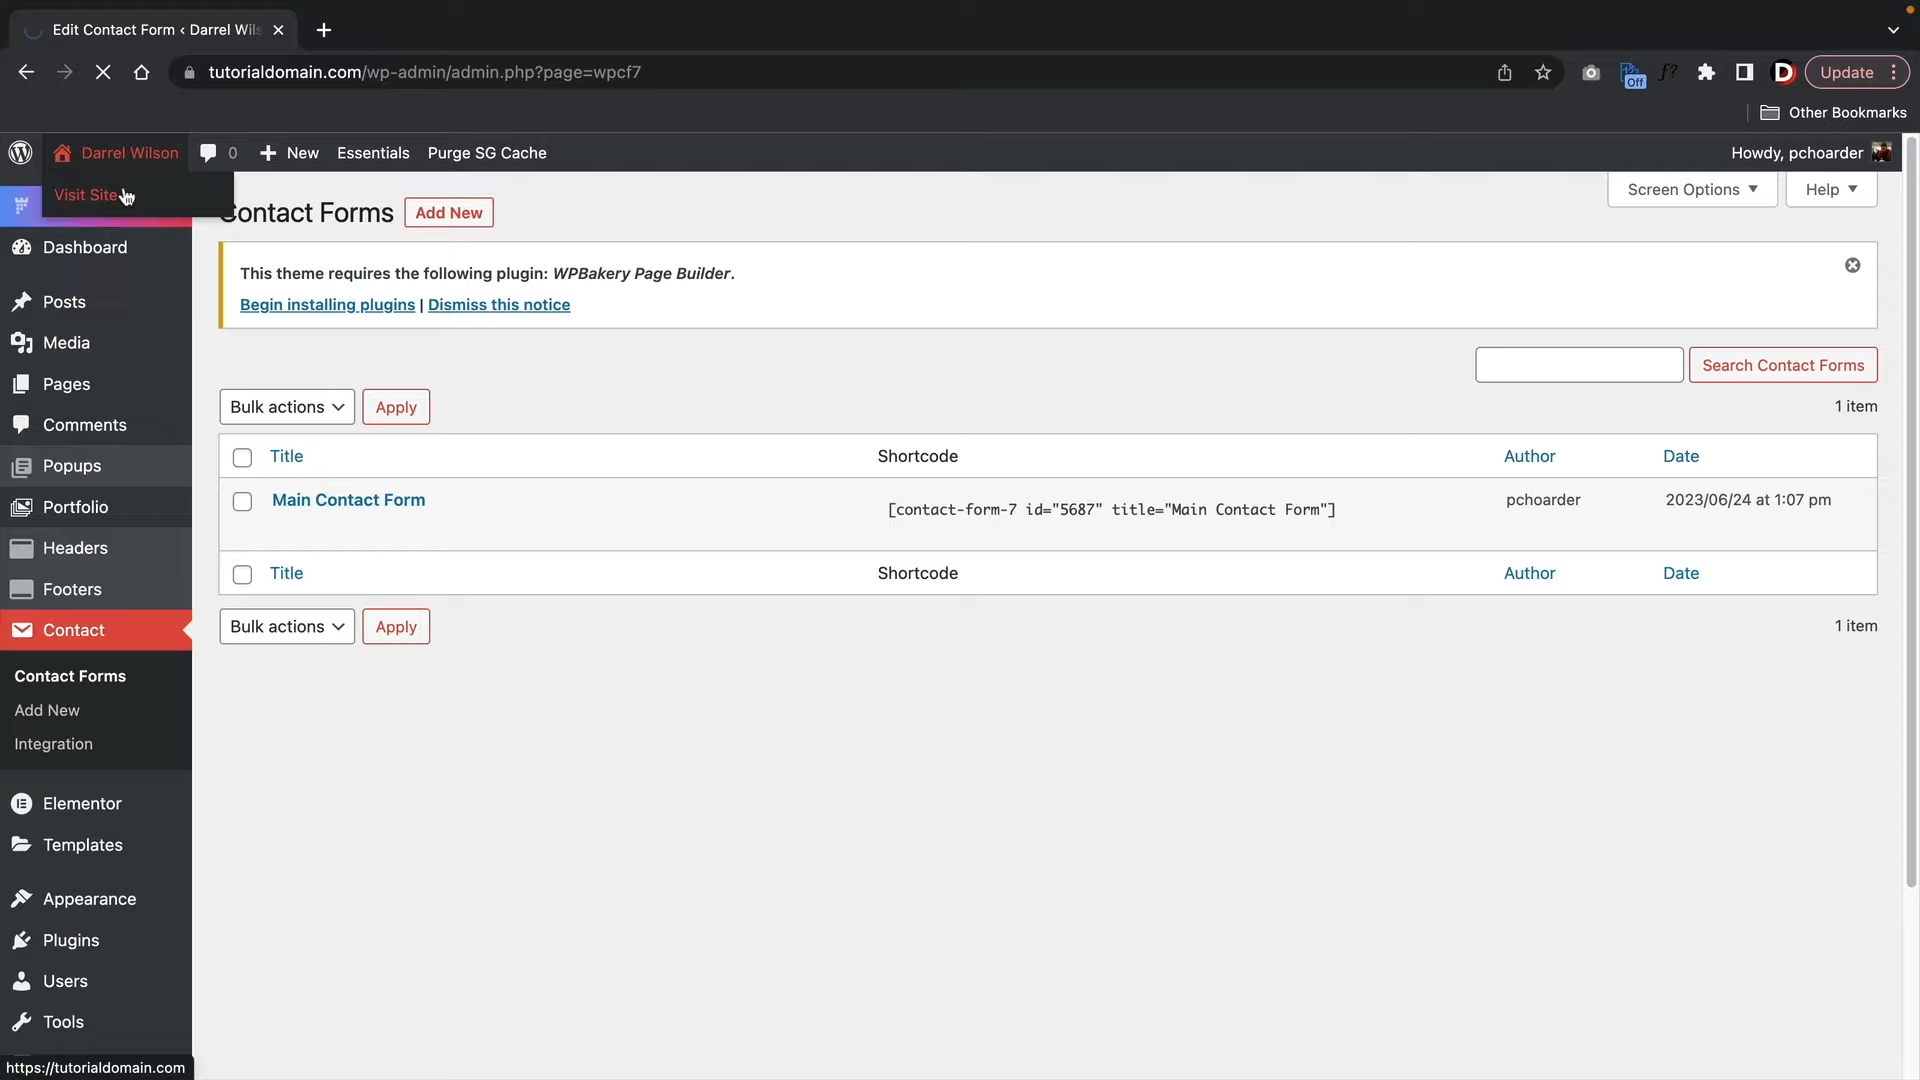 Edit Contact Form ‹ Darrel Wils
tutorialdomain.com/wp-admin/admin.php?page=wpcf7
Off
f?
D
Update
Other Bookmarks
Darrel Wilson
0
New
Essentials
Purge SG Cache
Howdy, pchoarder
Visit Site
Contact Forms
Add New
Screen Options
Help
Dashboard
This theme requires the following plugin: WPBakery Page Builder.
Begin installing plugins | Dismiss this notice
Posts
Media
Pages
Comments
Popups
Portfolio
Headers
Footers
Contact
Contact Forms
Add New
Integration
Elementor
Templates
Appearance
Plugins
Users
Tools
Search Contact Forms
Bulk actions
Apply
1 item
Title
Shortcode
Author
Date
Main Contact Form
[contact-form-7 id="5687" title="Main Contact Form"]
pchoarder
2023/06/24 at 1:07 pm
Title
Shortcode
Author
Date
Bulk actions
Apply
1 item
https://tutorialdomain.com